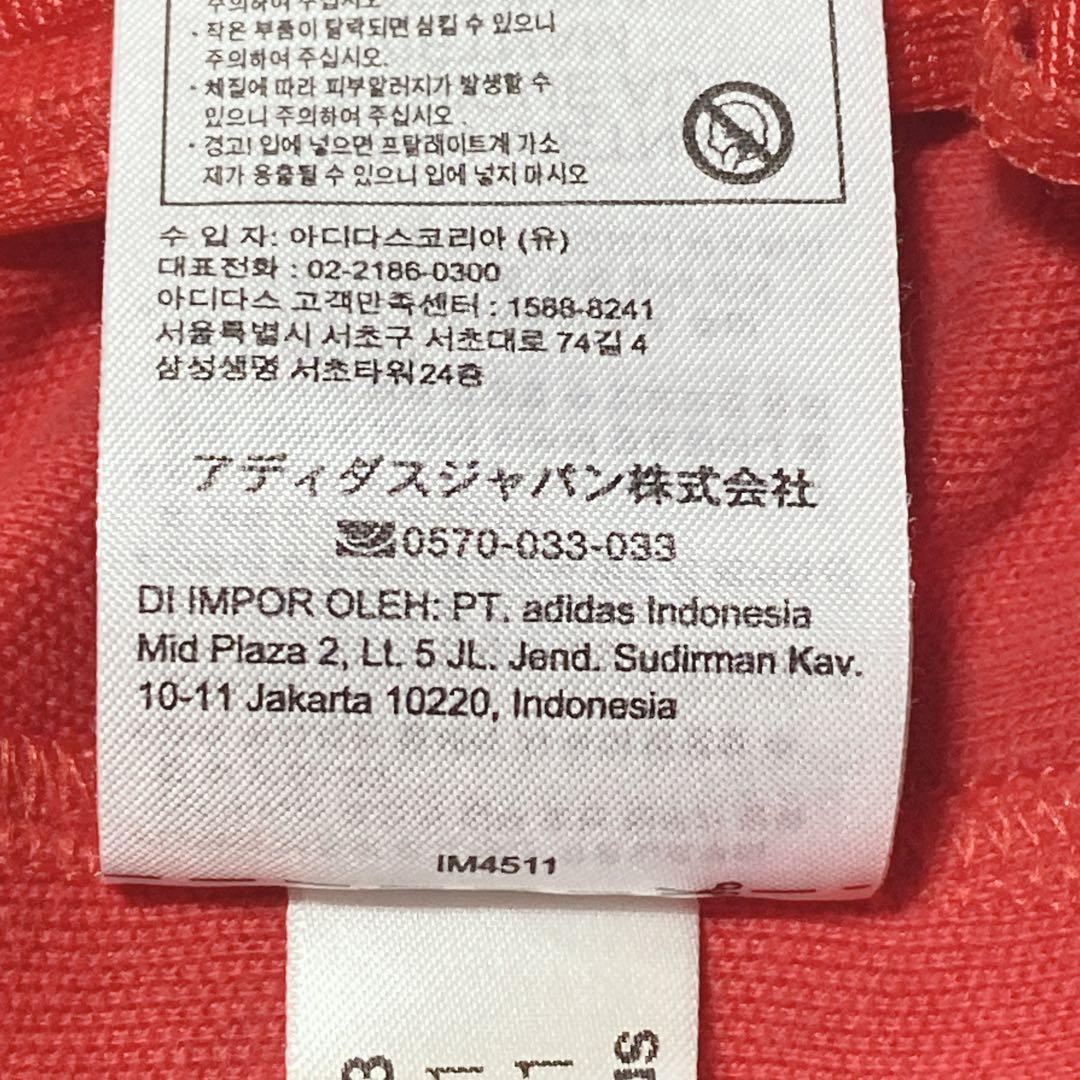 주의하여 주십시오
· 작은 부품이 탈락되면 삼킬 수 있으니
주의하여 주십시오.
· 체질에 따라 피부알러지가 발생할 수
있으니 주의하여 주십시오 .
· 경고! 입에 넣으면 프탈레이트계 가소
제가 용출될 수 있으니 입에 넣지 마시오
수 입 자: 아디다스코리아 (유)
대표전화 : 02-2186-0300
아디다스 고객만족센터 : 1588-8241
서울특별시 서초구 서초대로 74길 4
삼성생명 서초타워24층
アディダスジャパン株式会社
0570-033-033
DI IMPOR OLEH: PT. adidas Indonesia
Mid Plaza 2, Lt. 5 JL. Jend. Sudirman Kav.
10-11 Jakarta 10220, Indonesia
IM4511